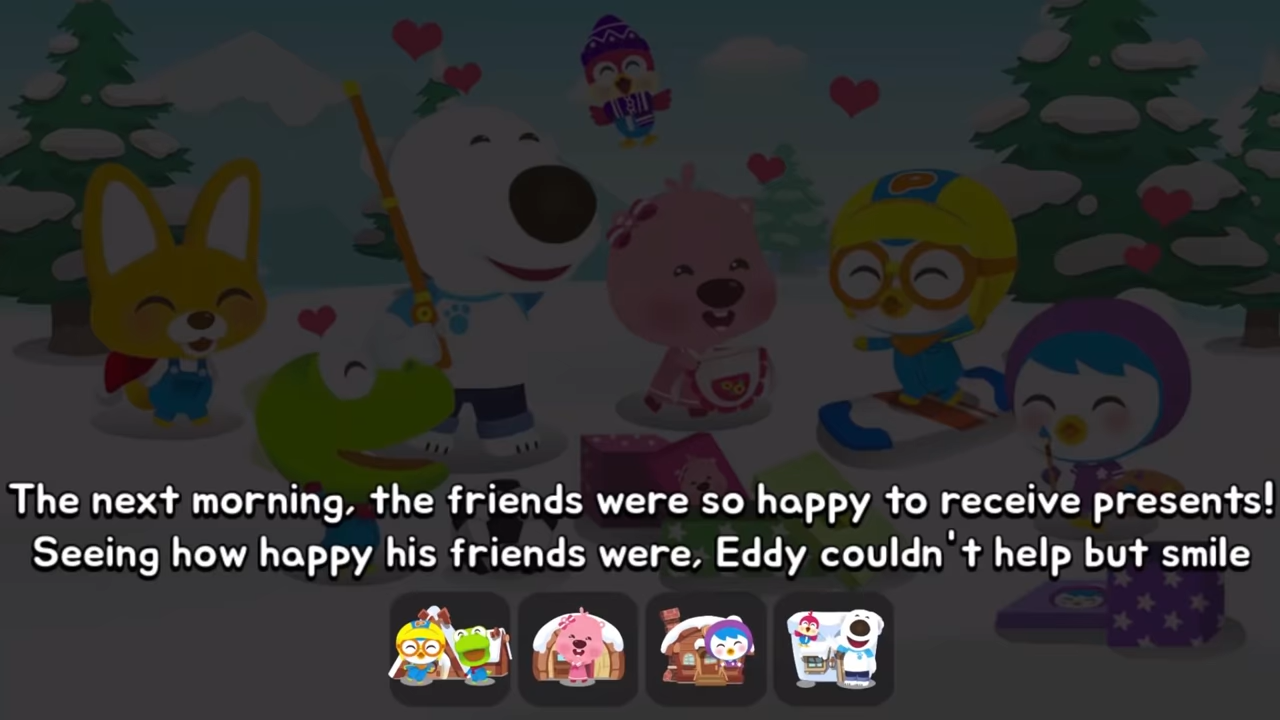 The next morning, the friends were so happy to receive presents!
Seeing how happy his friends were, Eddy couldn't help but smile